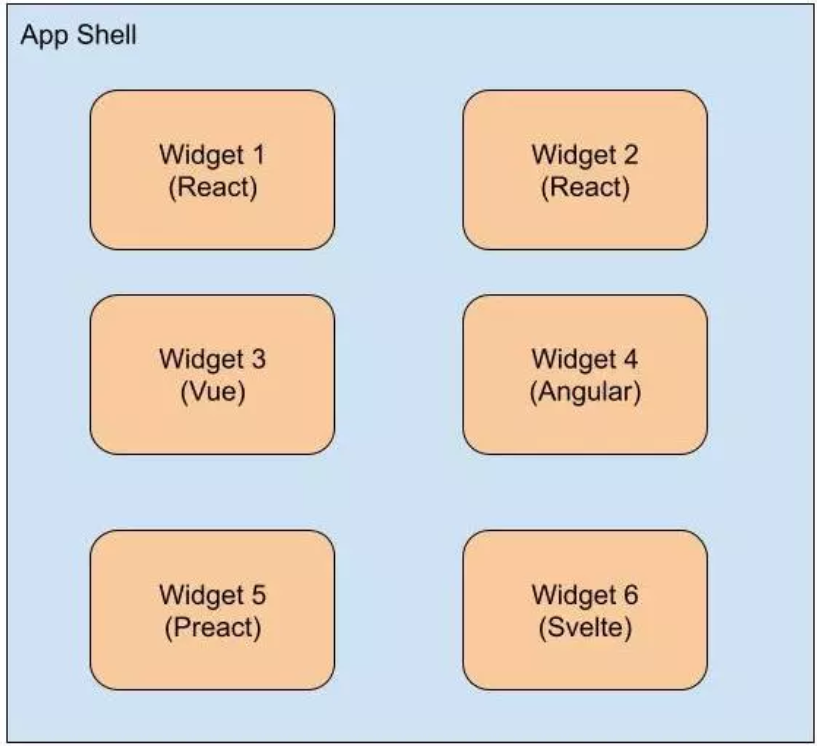 App Shell
Widget 1
(React)
Widget 2
(React)
Widget 3
(Vue)
Widget 4
(Angular)
Widget 5
(Preact)
Widget 6
(Svelte)